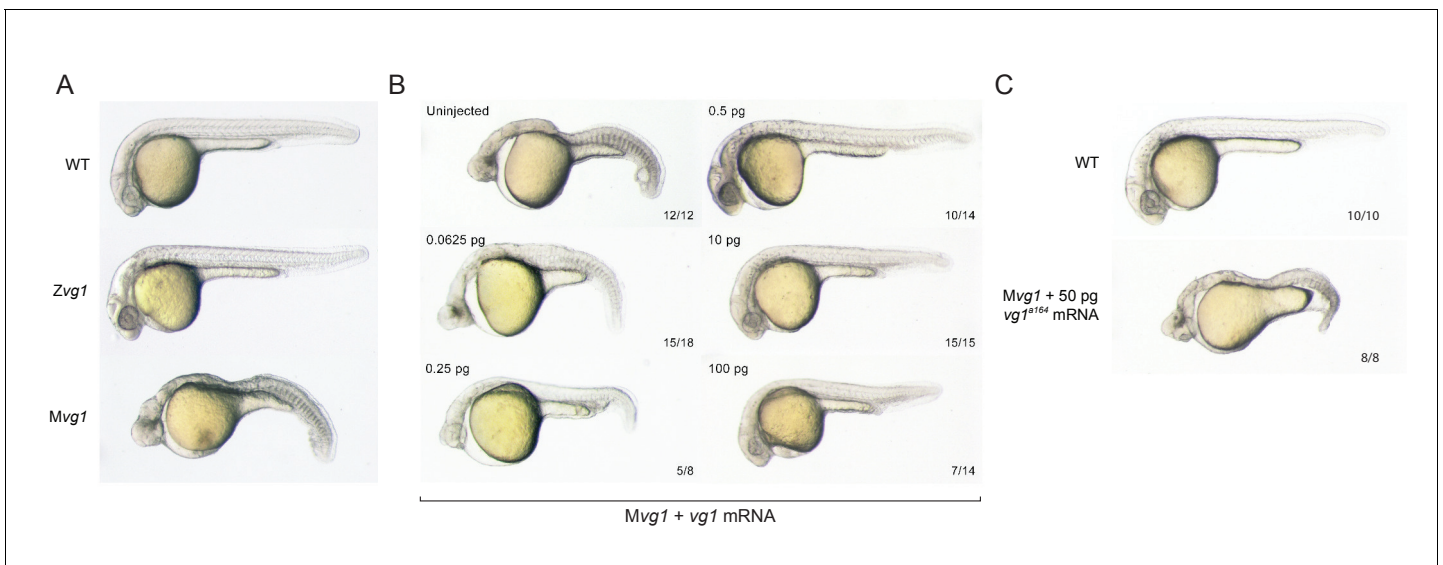 A
B
C
WT
Zvg1
Mvg1
Uninjected
12/12
0.5 pg
10/14
0.0625 pg
15/18
10 pg
15/15
0.25 pg
5/8
100 pg
7/14
Mvg1 + vg1 mRNA
WT
10/10
Mvg1 + 50 pg
vg1a164 mRNA
8/8